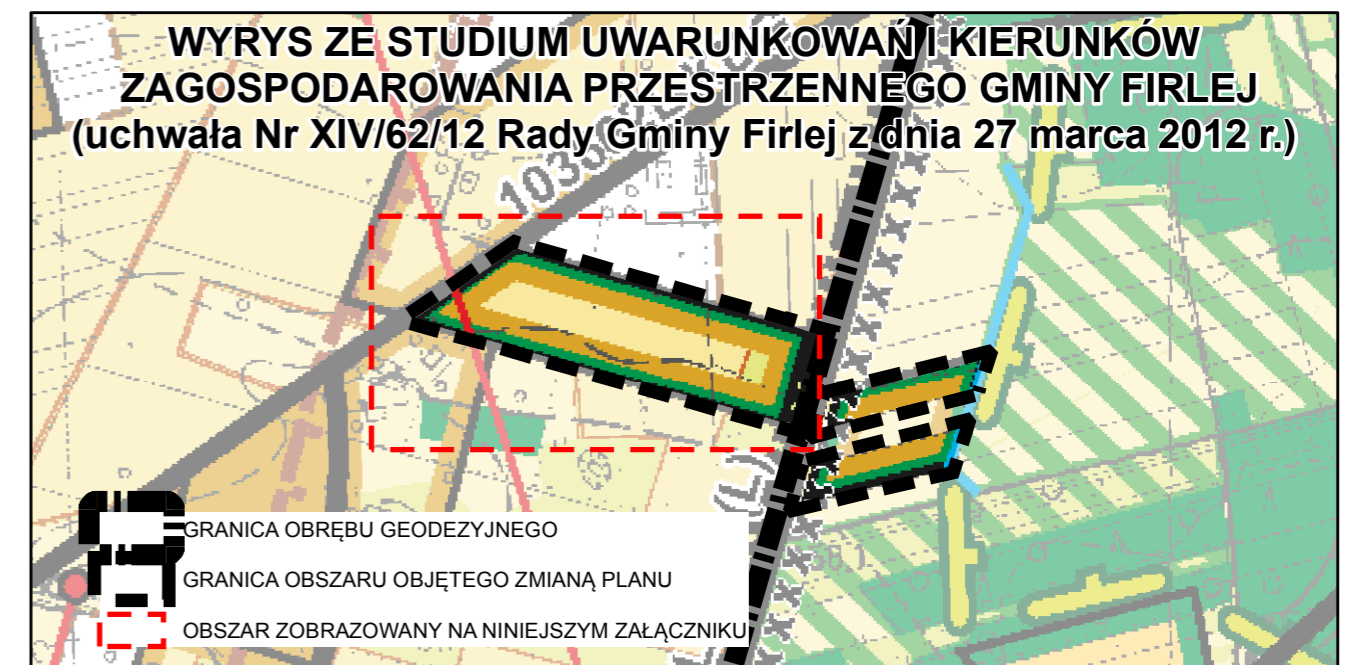 WYRYS ZE STUDIUM UWARUNKOWAŃ I KIERUNKÓW
ZAGOSPODAROWANIA PRZESTRZENNEGO GMINY FIRLEJ
(uchwała Nr XIV/62/12 Rady Gminy Firlej z dnia 27 marca 2012 r.)
(L)
GRANICA OBRĘBU GEODEZYJNEGO
GRANICA OBSZARU OBJĘTEGO ZMIANĄ PLANU
OBSZAR ZOBRAZOWANY NA NINIEJSZYM ZAŁĄCZNIKU